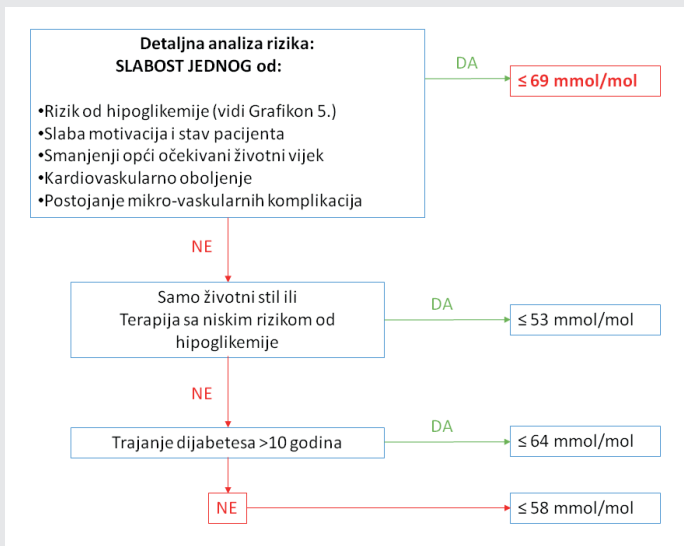 Detaljna analiza rizika:
SLABOST JEDNOG od:
•Rizik od hipoglikemije (vidi Grafikon 5.)
•Slaba motivacija i stav pacijenta
•Smanjenji opći očekivani životni vijek
•Kardiovaskularno oboljenje
•Postojanje mikro-vaskularnih komplikacija
DA
≤ 69 mmol/mol
NE
Samo životni stil ili
Terapija sa niskim rizikom od
hipoglikemije
DA
≤ 53 mmol/mol
NE
Trajanje dijabetesa >10 godina
DA
≤ 64 mmol/mol
NE
≤ 58 mmol/mol